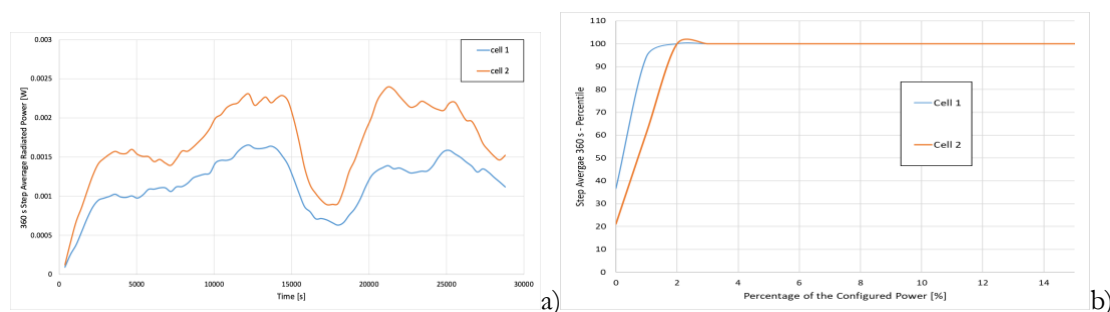 0.003
0.0025
0.002
0.0015
0.001
0.0005
0
360 s Step Average Radiated Power [W]
0 5000 10000 15000 20000 25000 30000
Time [s]
cell 1
cell 2
a)
110
100
90
80
70
60
50
40
30
20
10
0
Step Avergae 360 s - Percentile
0 2 4 6 8 10 12 14
Percentage of the Configured Power [%]
Cell 1
Cell 2
b)